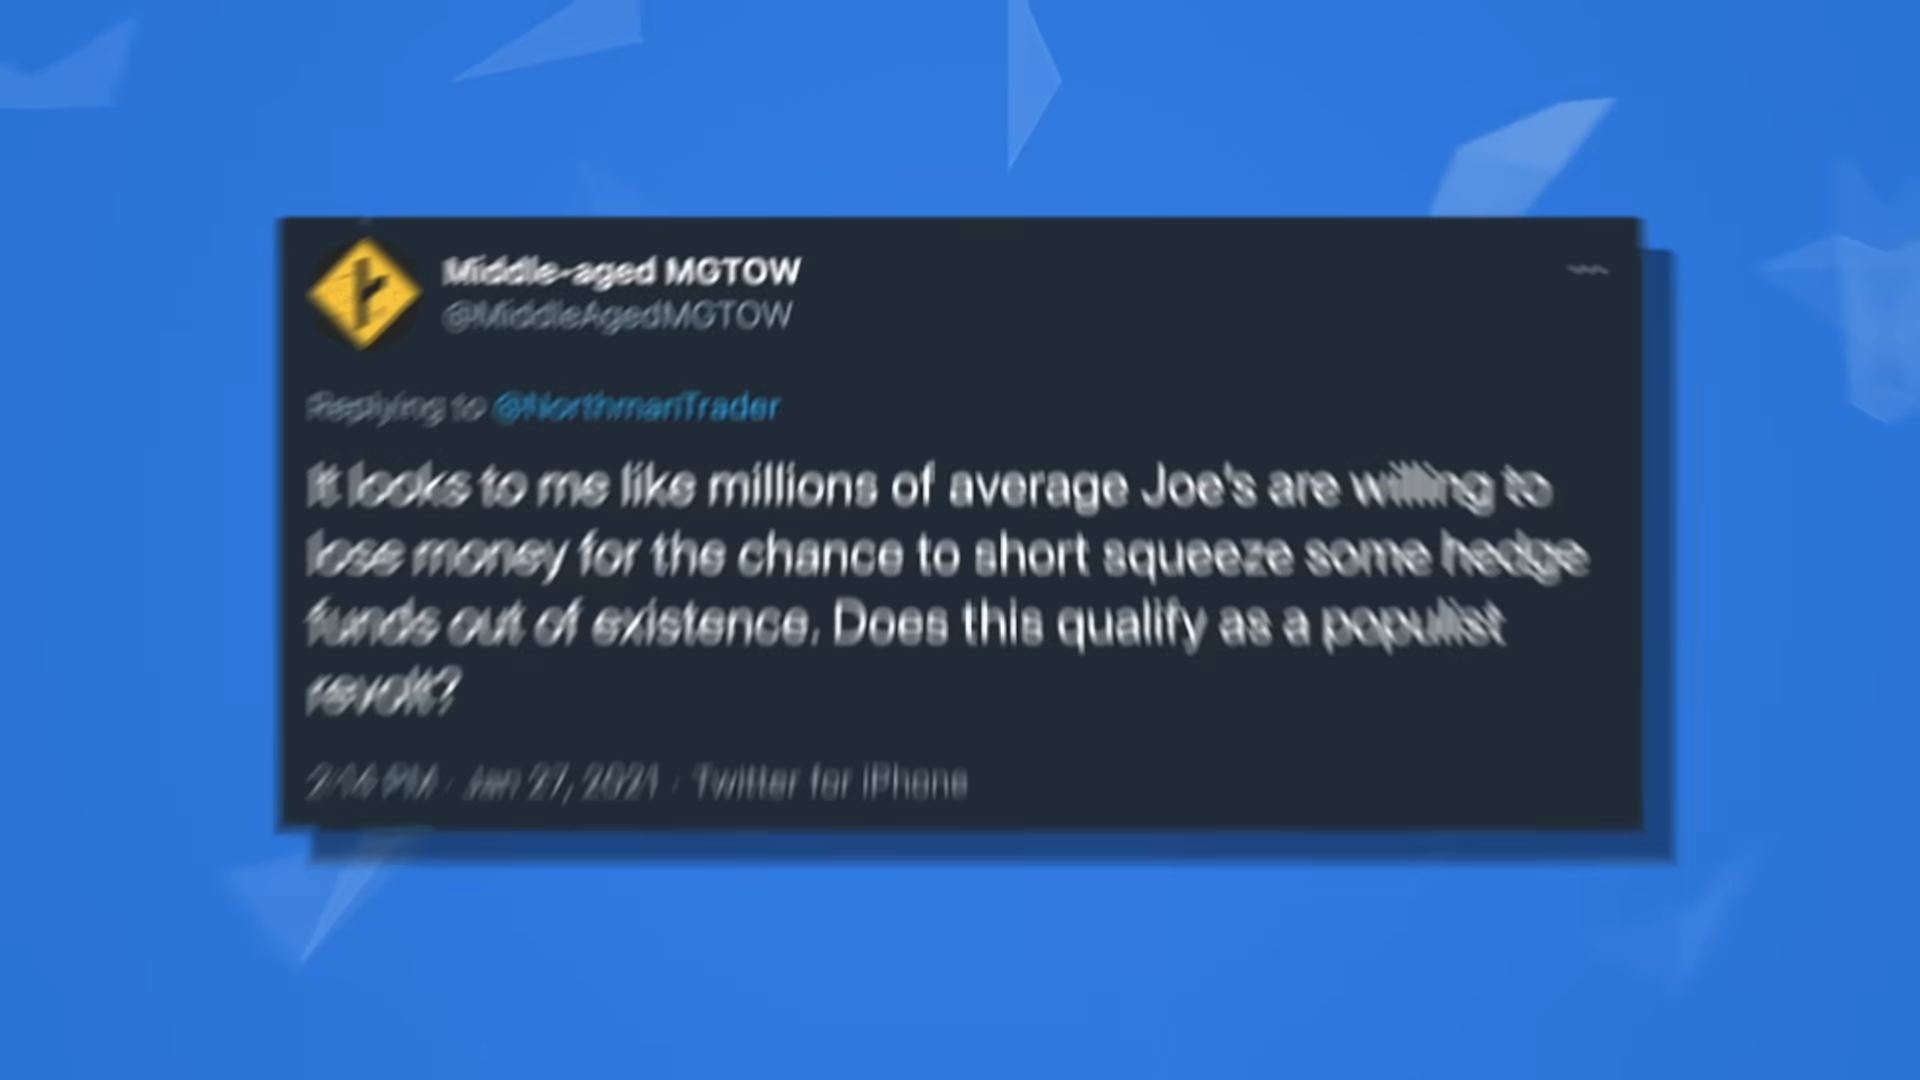 Middle-aged MGTOW
@MiddleAgedMGTOW
Replying to @NorthmanTrader
It looks to me like millions of average Joe's are willing to
lose money for the chance to short squeeze some hedge
funds out of existence. Does this qualify as a populist
revolt?
Jan 27, 2021 · Twitter for iPhone